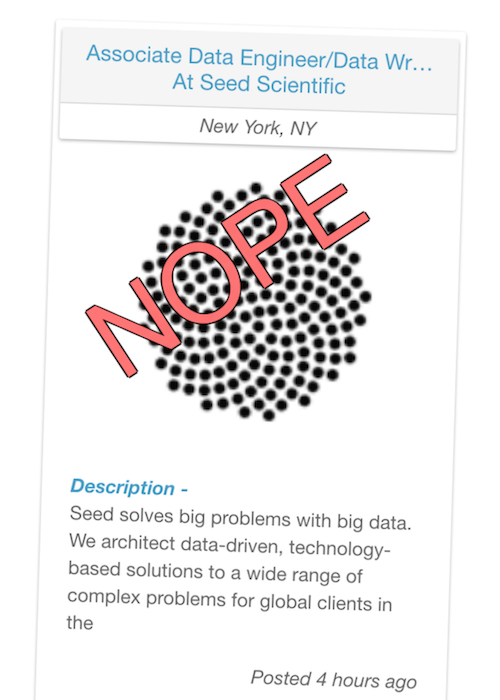 Associate Data Engineer/Data Wr…
At Seed Scientific
New York, NY
NOPE
Description -
Seed solves big problems with big data.
We architect data-driven, technology-
based solutions to a wide range of
complex problems for global clients in
the
Posted 4 hours ago